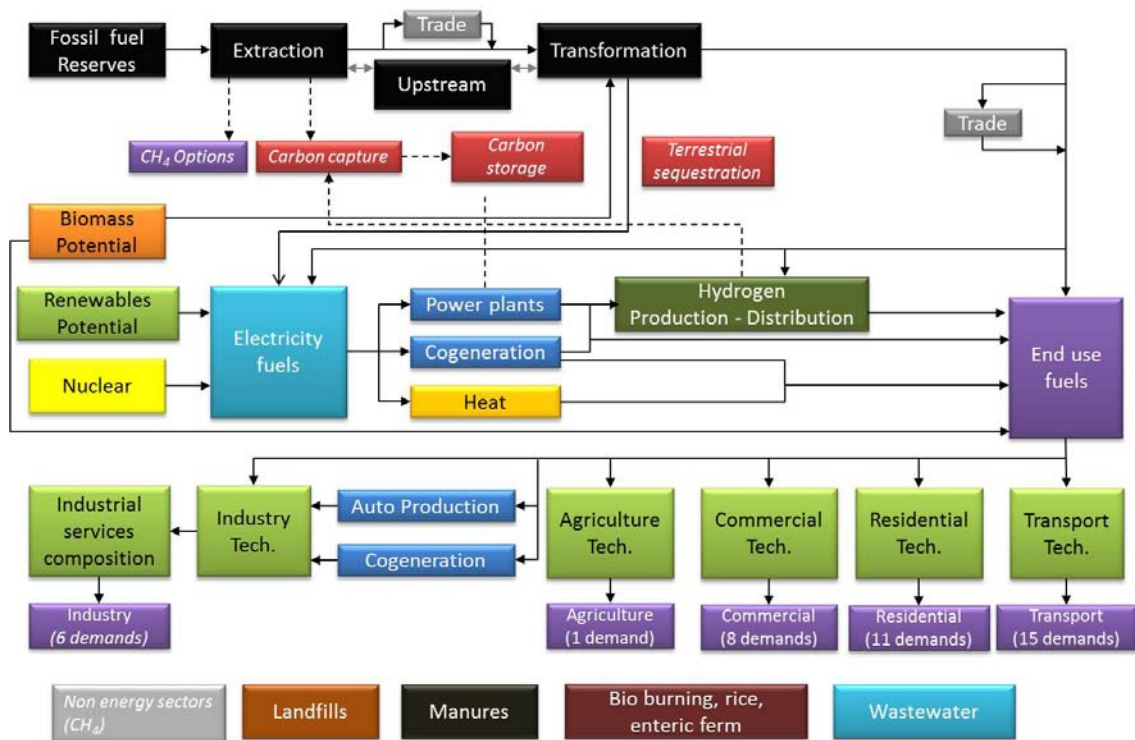 Fossil fuel
Reserves
Extraction
Trade
Transformation
Upstream
Trade
CH₄ Options
Carbon capture
Carbon
storage
Terrestrial
sequestration
Biomass
Potential
Renewables
Potential
Nuclear
Electricity
fuels
Power plants
Cogeneration
Heat
Hydrogen
Production - Distribution
End use
fuels
Industrial
services
composition
Industry
Tech.
Auto Production
Cogeneration
Agriculture
Tech.
Commercial
Tech.
Residential
Tech.
Transport
Tech.
Industry
(6 demands)
Agriculture
(1 demand)
Commercial
(8 demands)
Residential
(11 demands)
Transport
(15 demands)
Non energy sectors
(CH₄)
Landfills
Manures
Bio burning, rice,
enteric ferm
Wastewater